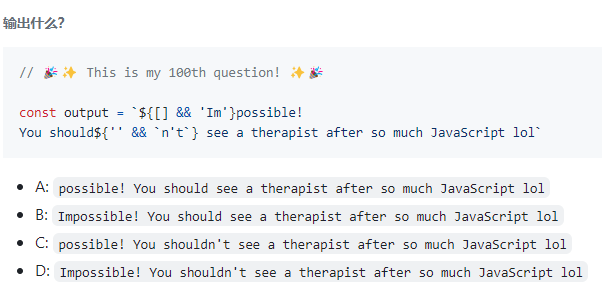 输出什么?
// 🎉✨ This is my 100th question! ✨🎉
const output = `${[] && 'Im'}possible!
You should${'' && `n't`} see a therapist after so much JavaScript lol`
A: possible! You should see a therapist after so much JavaScript lol
B: Impossible! You should see a therapist after so much JavaScript lol
C: possible! You shouldn't see a therapist after so much JavaScript lol
D: Impossible! You shouldn't see a therapist after so much JavaScript lol